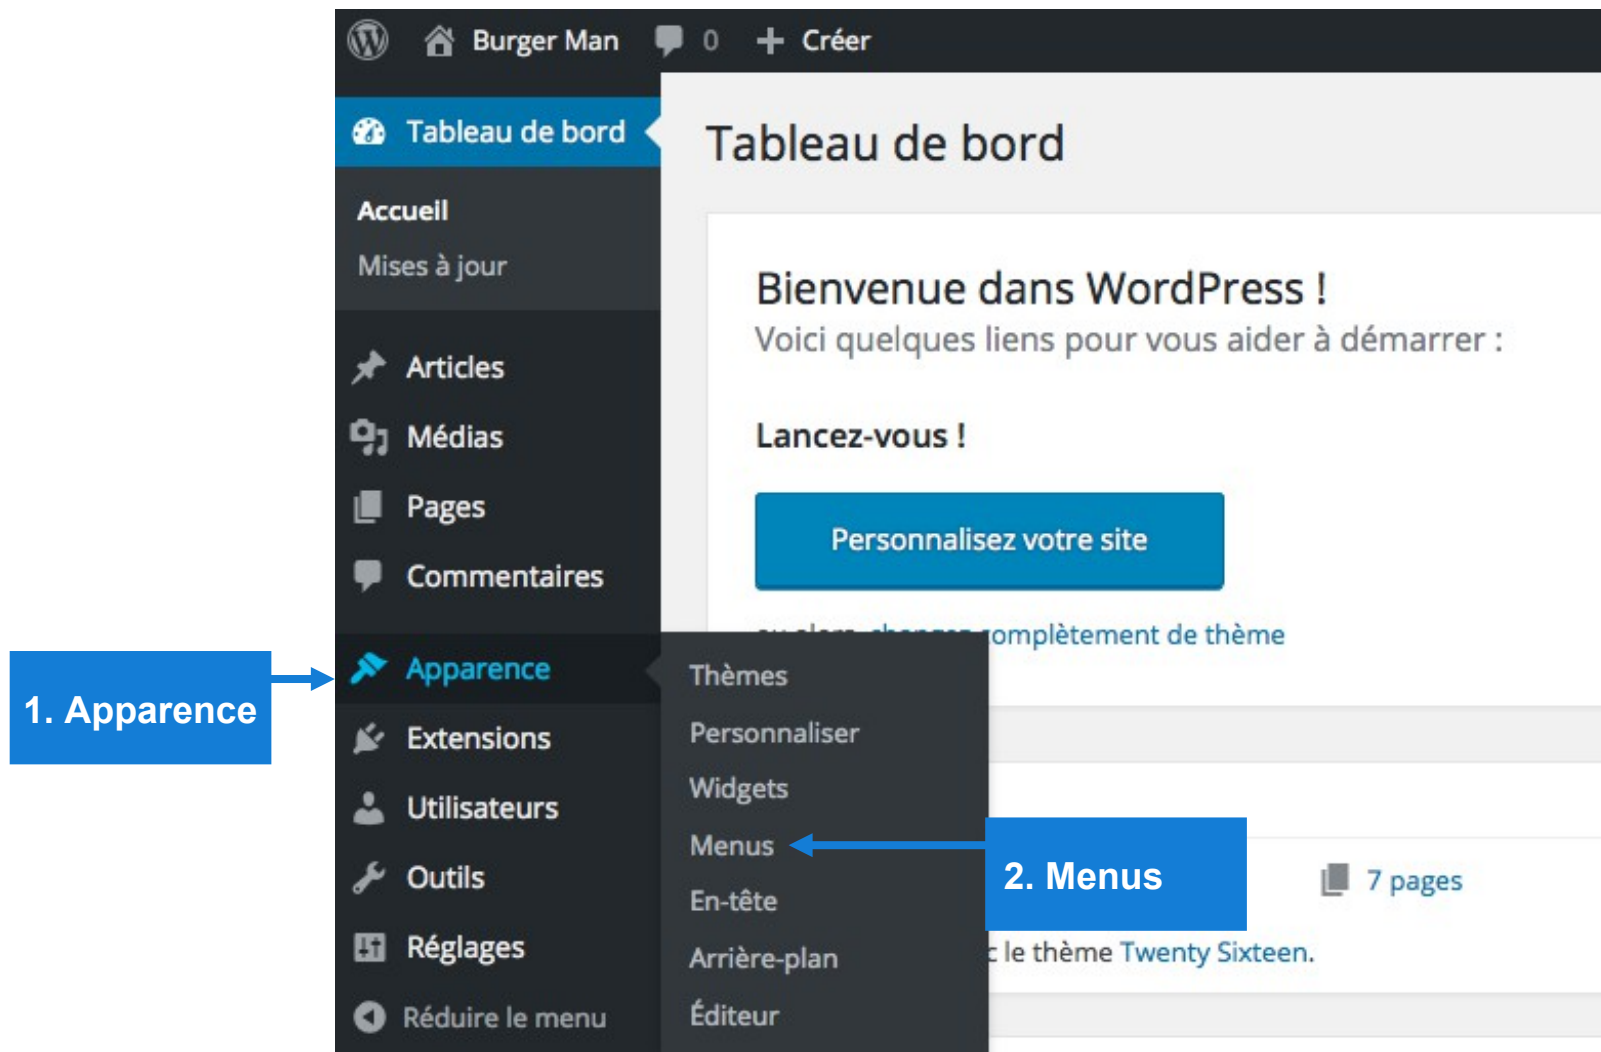 Burger Man 0 + Créer
Tableau de bord
Accueil
Mises à jour
Articles
Médias
Pages
Commentaires
Apparence
Extensions
Utilisateurs
Outils
Réglages
Réduire le menu
Thèmes
Personnaliser
Widgets
Menus
En-tête
Arrière-plan
Éditeur
Tableau de bord
Bienvenue dans WordPress !
Voici quelques liens pour vous aider à démarrer :
Lancez-vous !
Personnalisez votre site
complètement de thème
7 pages
le thème Twenty Sixteen.
1. Apparence
2. Menus